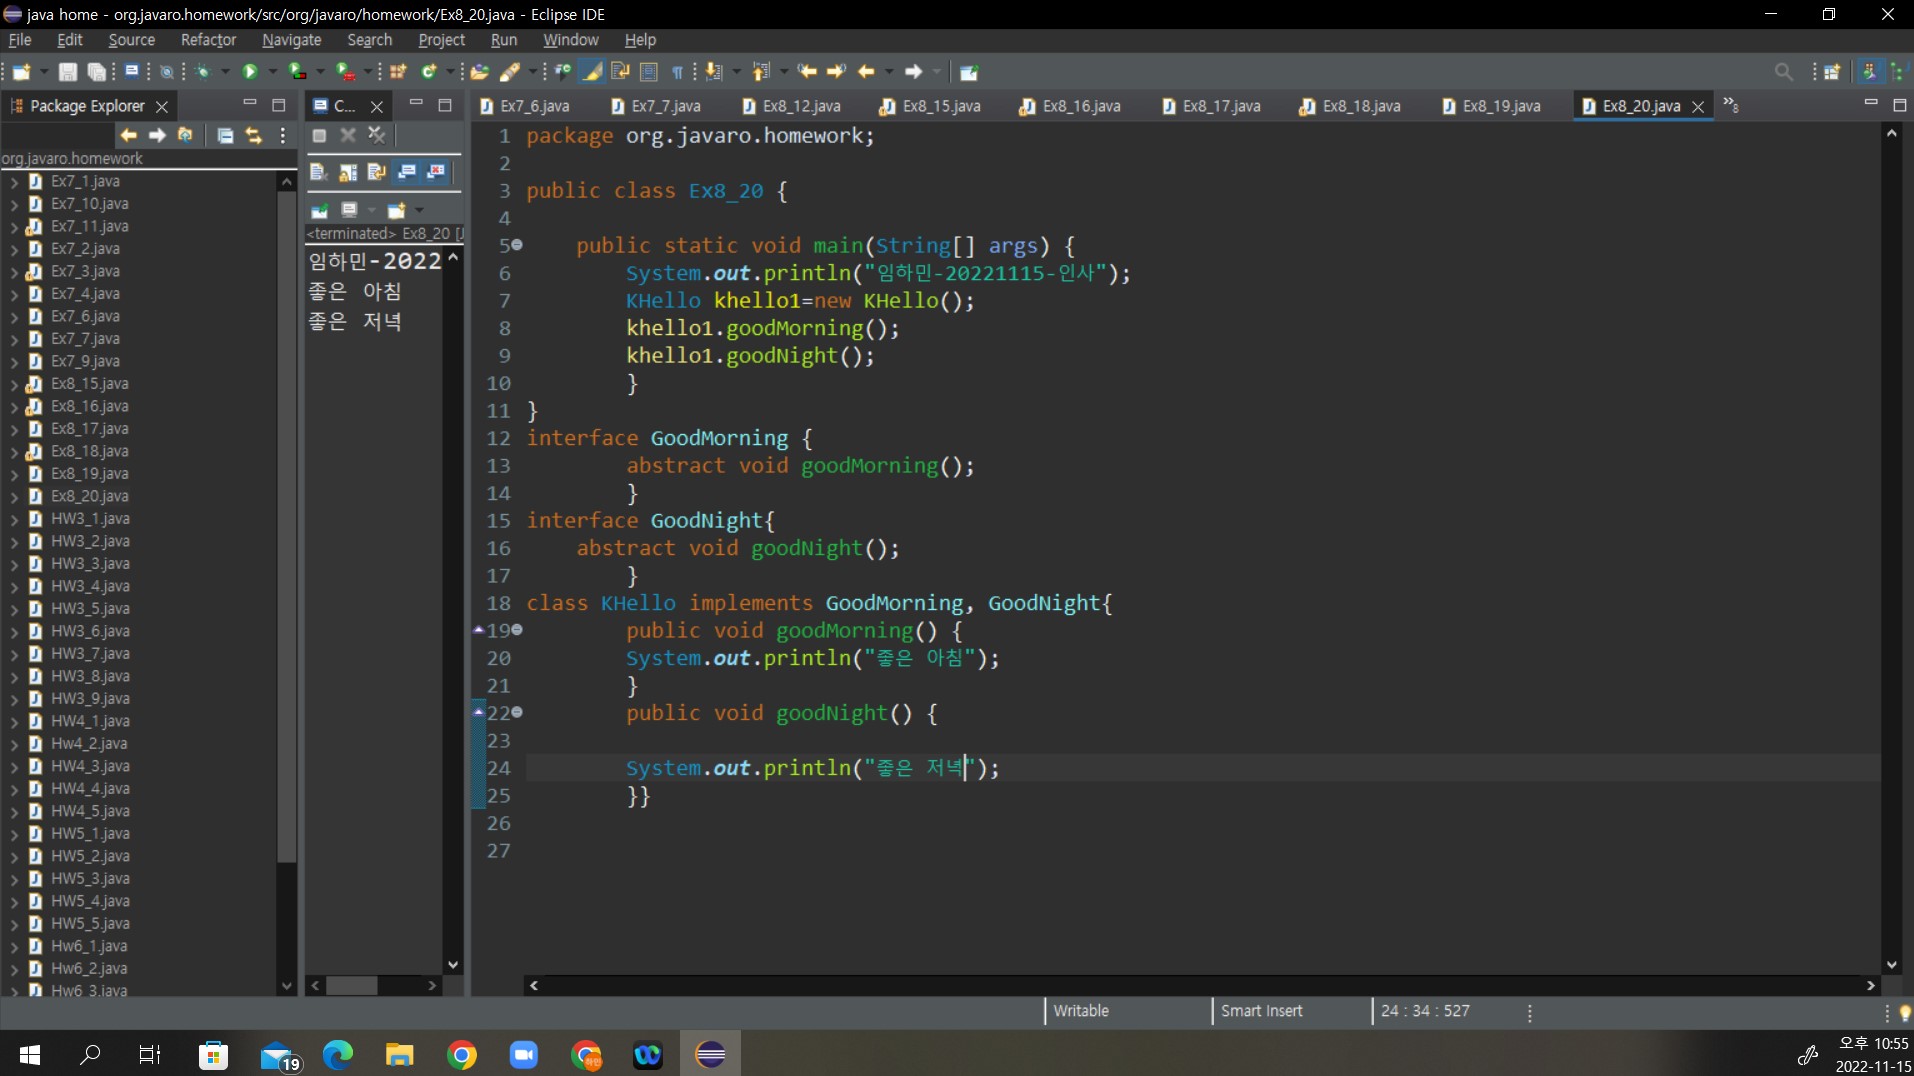 java home - org.javaro.homework/src/org/javaro/homework/Ex8_20.java - Eclipse IDE
File Edit Source Refactor Navigate Search Project Run Window Help
Package Explorer
org.javaro.homework
Ex7_1.java
Ex7_10.java
Ex7_11.java
Ex7_2.java
Ex7_3.java
Ex7_4.java
Ex7_6.java
Ex7_7.java
Ex7_9.java
Ex8_15.java
Ex8_16.java
Ex8_17.java
Ex8_18.java
Ex8_19.java
Ex8_20.java
HW3_1.java
HW3_2.java
HW3_3.java
HW3_4.java
HW3_5.java
HW3_6.java
HW3_7.java
HW3_8.java
HW3_9.java
HW4_1.java
Hw4_2.java
HW4_3.java
HW4_4.java
HW4_5.java
HW5_1.java
HW5_2.java
HW5_3.java
HW5_4.java
HW5_5.java
Hw6_1.java
Hw6_2.java
Hw6_3.java
C...
<terminated> Ex8_20 [J
임하민-2022
좋은 아침
좋은 저녁
Ex7_6.java Ex7_7.java Ex8_12.java Ex8_15.java Ex8_16.java Ex8_17.java Ex8_18.java Ex8_19.java Ex8_20.java »8
1 package org.javaro.homework;
2
3 public class Ex8_20 {
4
5 public static void main(String[] args) {
6 System.out.println("임하민-20221115-인사");
7 KHello khello1=new KHello();
8 khello1.goodMorning();
9 khello1.goodNight();
10 }
11 }
12 interface GoodMorning {
13 abstract void goodMorning();
14 }
15 interface GoodNight{
16 abstract void goodNight();
17 }
18 class KHello implements GoodMorning, GoodNight{
19 public void goodMorning() {
20 System.out.println("좋은 아침");
21 }
22 public void goodNight() {
23
24 System.out.println("좋은 저녁");
25 }}
26
27
Writable Smart Insert 24 : 34 : 527
19
하민
오후 10:55
2022-11-15